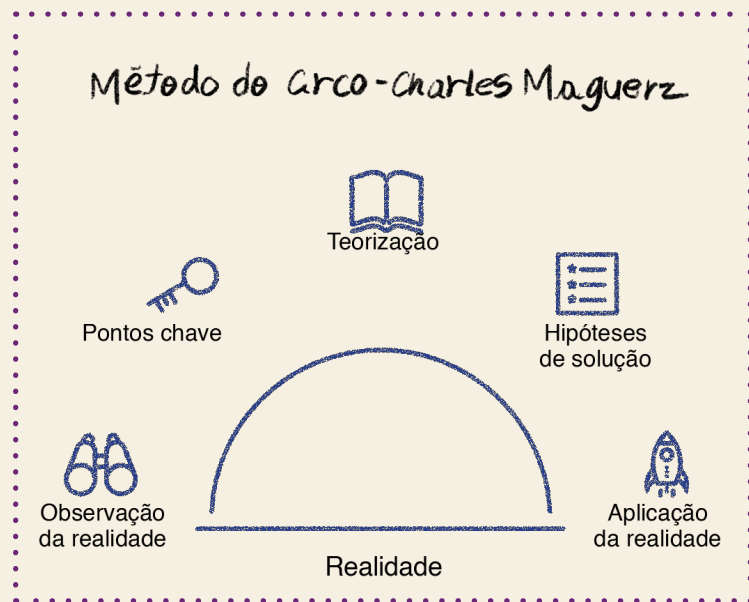 Método do arco - Charles Maguerz
Teorização
Pontos chave
Hipóteses
de solução
Observação
da realidade
Aplicação
da realidade
Realidade